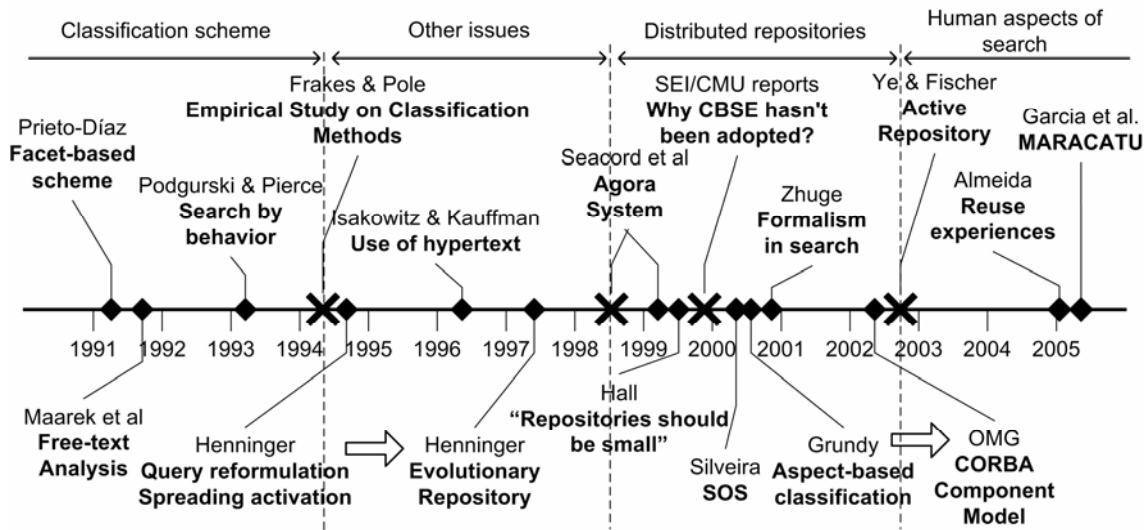 Classification scheme
Other issues
Distributed repositories
Human aspects of
search
Frakes & Pole
Empirical Study on Classification
Methods
SEI/CMU reports
Why CBSE hasn't
been adopted?
Ye & Fischer
Active
Repository
Garcia et al.
MARACATU
Prieto-Díaz
Facet-based
scheme
Podgurski & Pierce
Search by
behavior
Isakowitz & Kauffman
Use of hypertext
Seacord et al
Agora
System
Zhuge
Formalism
in search
Almeida
Reuse
experiences
1991
1992
1993
1994
1995
1996
1997
1998
1999
2000
2001
2002
2003
2004
2005
Maarek et al
Free-text
Analysis
Henninger
Query reformulation
Spreading activation
Henninger
Evolutionary
Repository
Hall
“Repositories should
be small”
Silveira
SOS
Grundy
Aspect-based
classification
OMG
CORBA
Component
Model